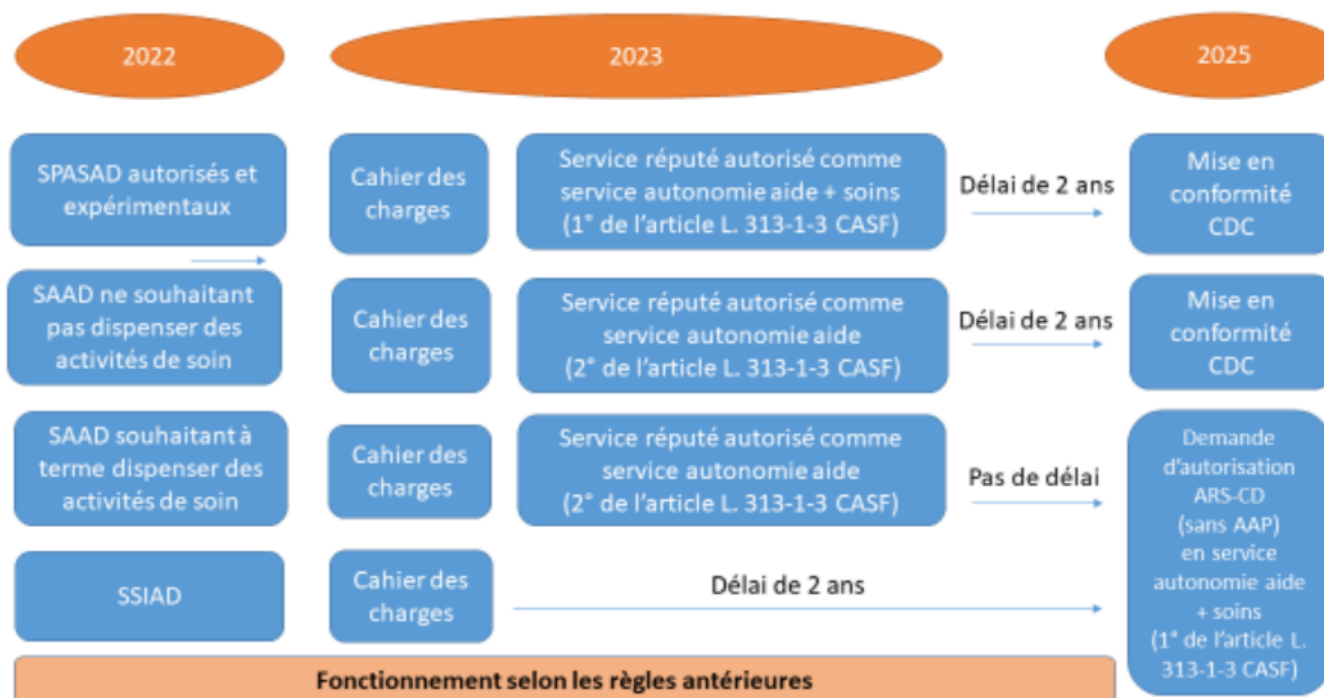 2022
2023
2025
SPASAD autorisés et
expérimentaux
Cahier des
charges
Service réputé autorisé comme
service autonomie aide + soins
(1° de l'article L. 313-1-3 CASF)
Délai de 2 ans
Mise en
conformité
CDC
SAAD ne souhaitant
pas dispenser des
activités de soin
Cahier des
charges
Service réputé autorisé comme
service autonomie aide
(2° de l'article L. 313-1-3 CASF)
Délai de 2 ans
Mise en
conformité
CDC
SAAD souhaitant à
terme dispenser des
activités de soin
Cahier des
charges
Service réputé autorisé comme
service autonomie aide
(2° de l'article L. 313-1-3 CASF)
Pas de délai
Demande
d'autorisation
ARS-CD
(sans AAP)
en service
autonomie aide
+ soins
(1° de l'article L.
313-1-3 CASF)
SSIAD
Cahier des
charges
Délai de 2 ans
Fonctionnement selon les règles antérieures